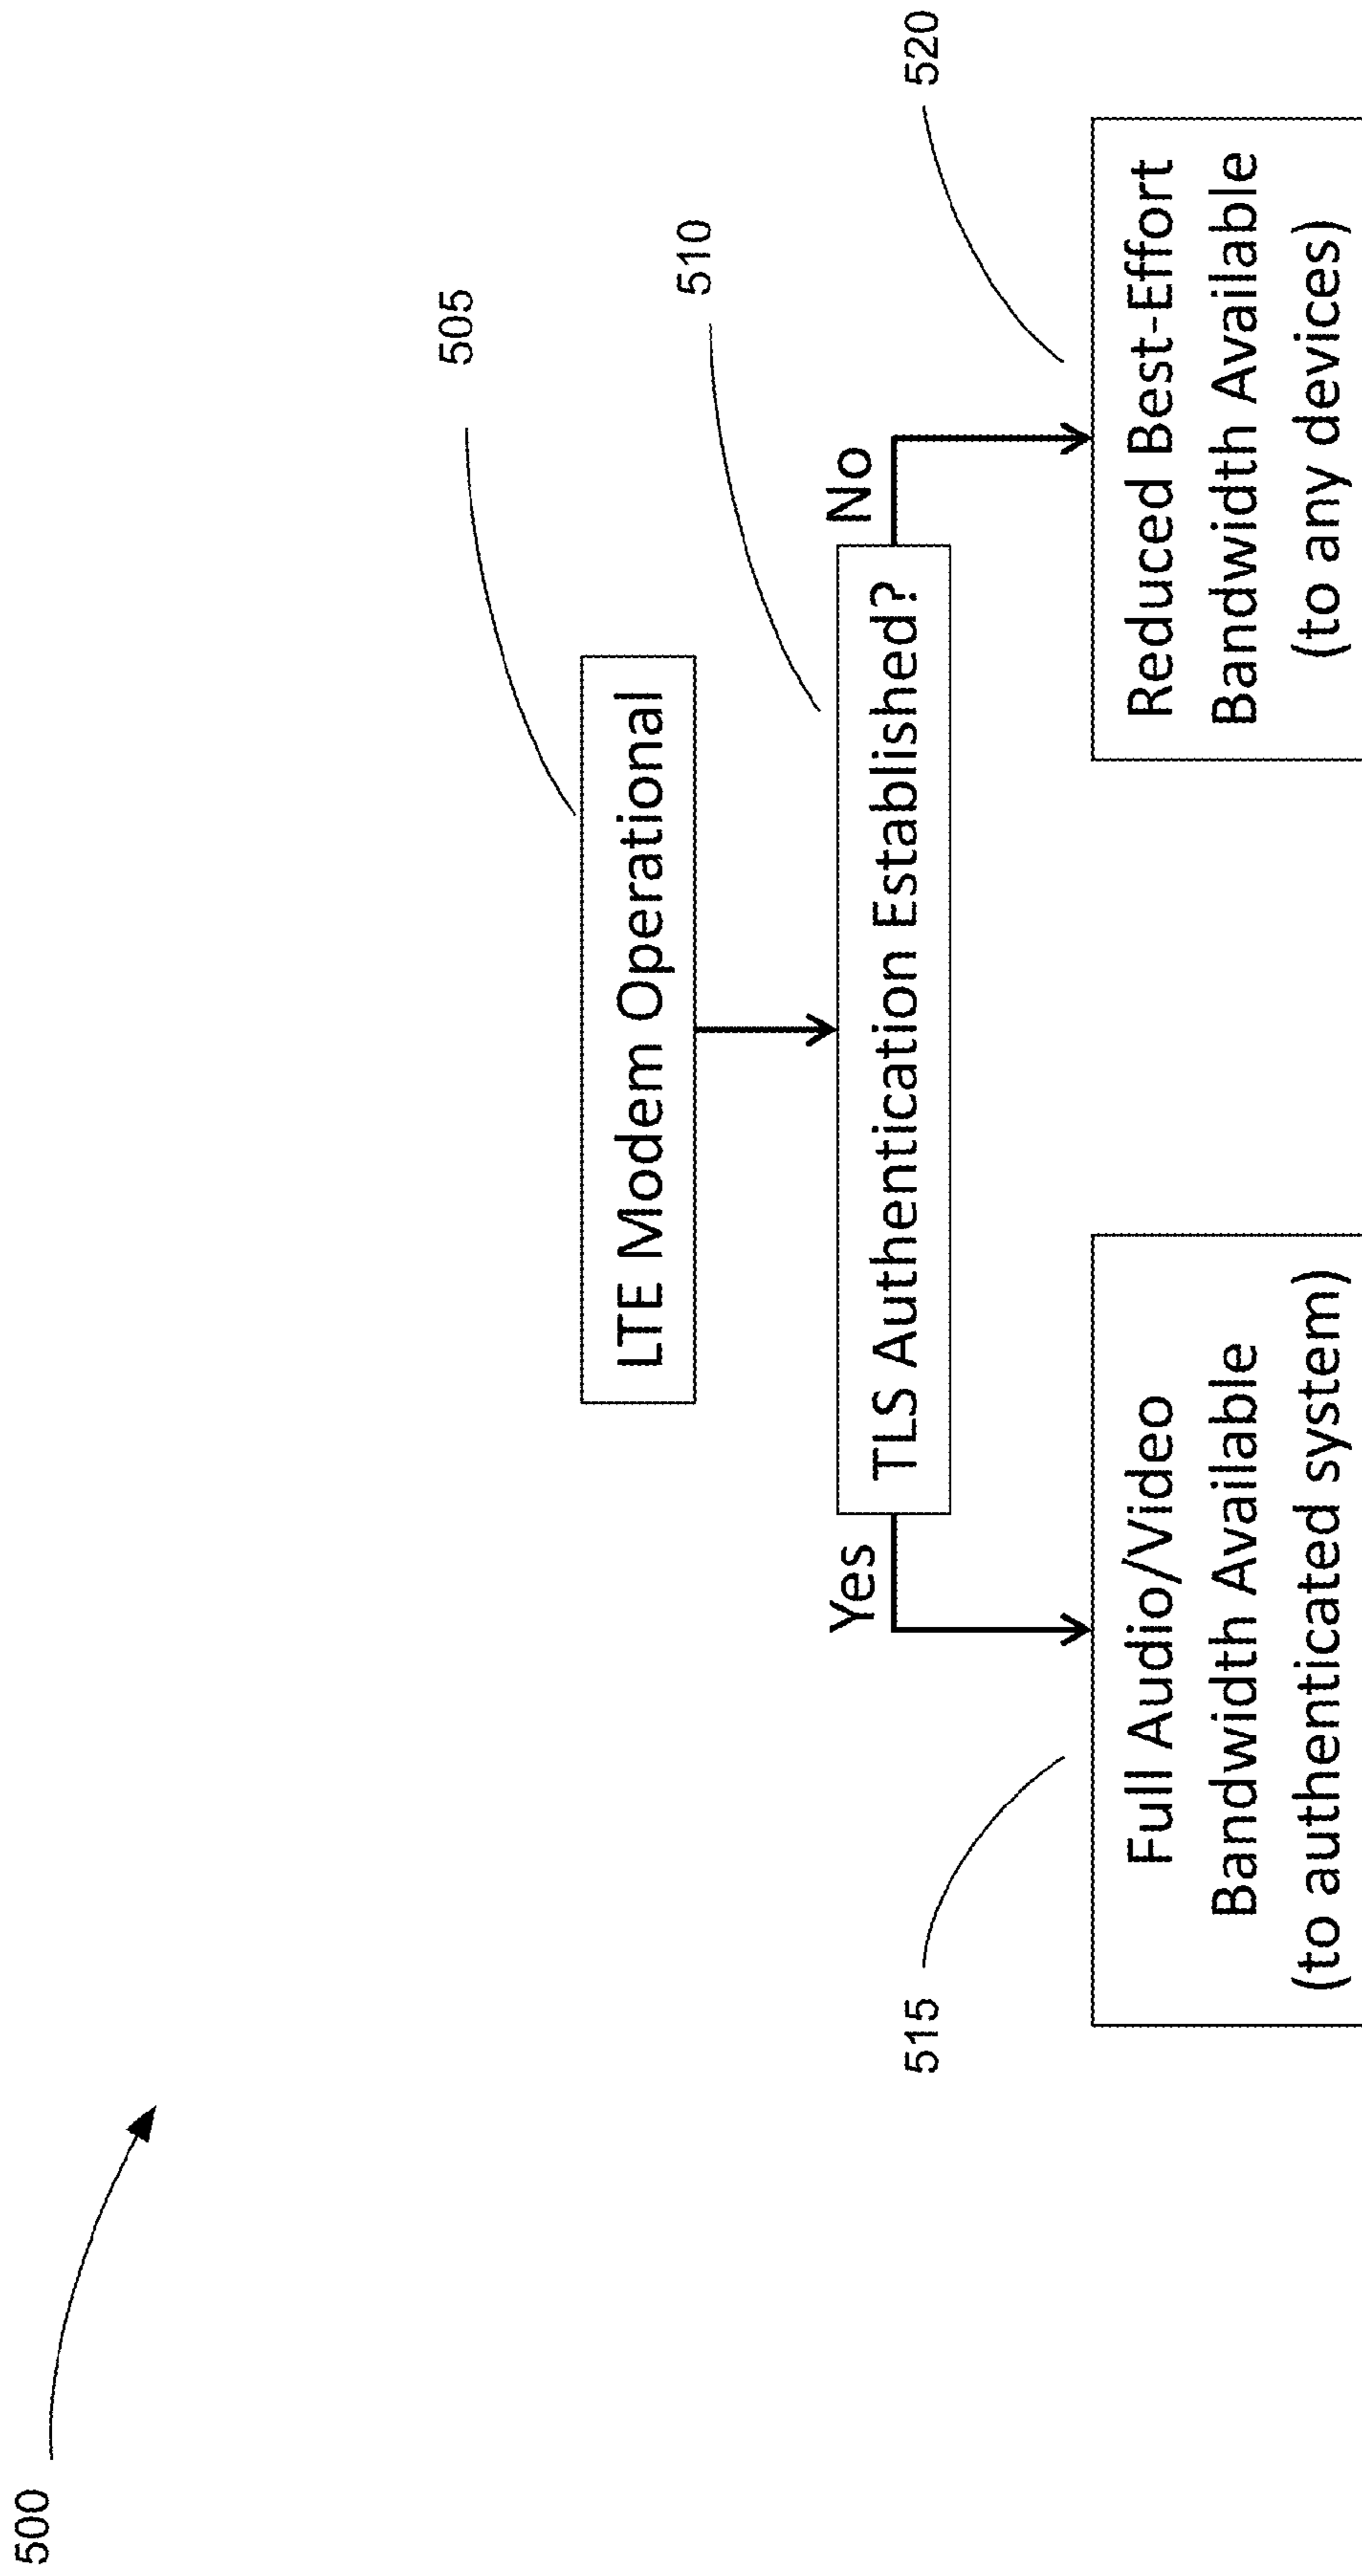 500
505
LTE Modem Operational
510
TLS Authentication Established?
Yes
No
515
520
Full Audio/Video
Bandwidth Available
(to authenticated system)
Reduced Best-Effort
Bandwidth Available
(to any devices)